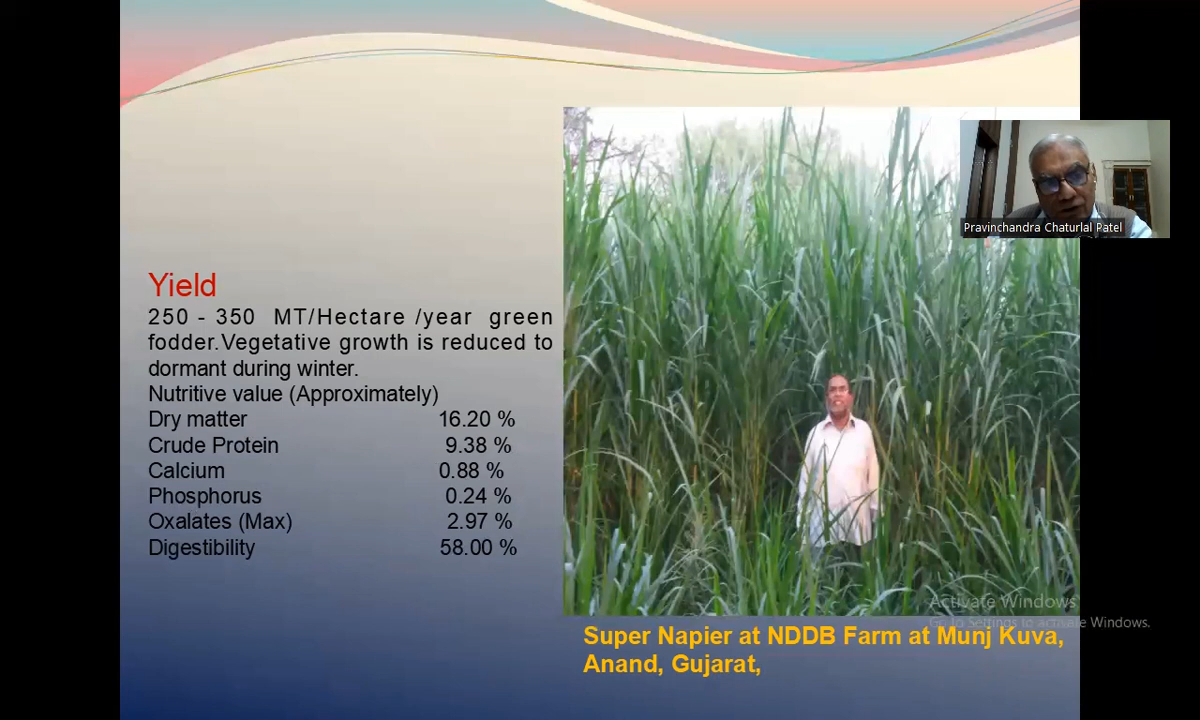 Yield
250 - 350 MT/Hectare /year green
fodder.Vegetative growth is reduced to
dormant during winter.
Nutritive value (Approximately)
Dry matter 16.20 %
Crude Protein 9.38 %
Calcium 0.88 %
Phosphorus 0.24 %
Oxalates (Max) 2.97 %
Digestibility 58.00 %
Pravinchandra Chaturlal Patel
Activate Windows
Go to Settings to activate Windows.
Super Napier at NDDB Farm at Munj Kuva,
Anand, Gujarat,